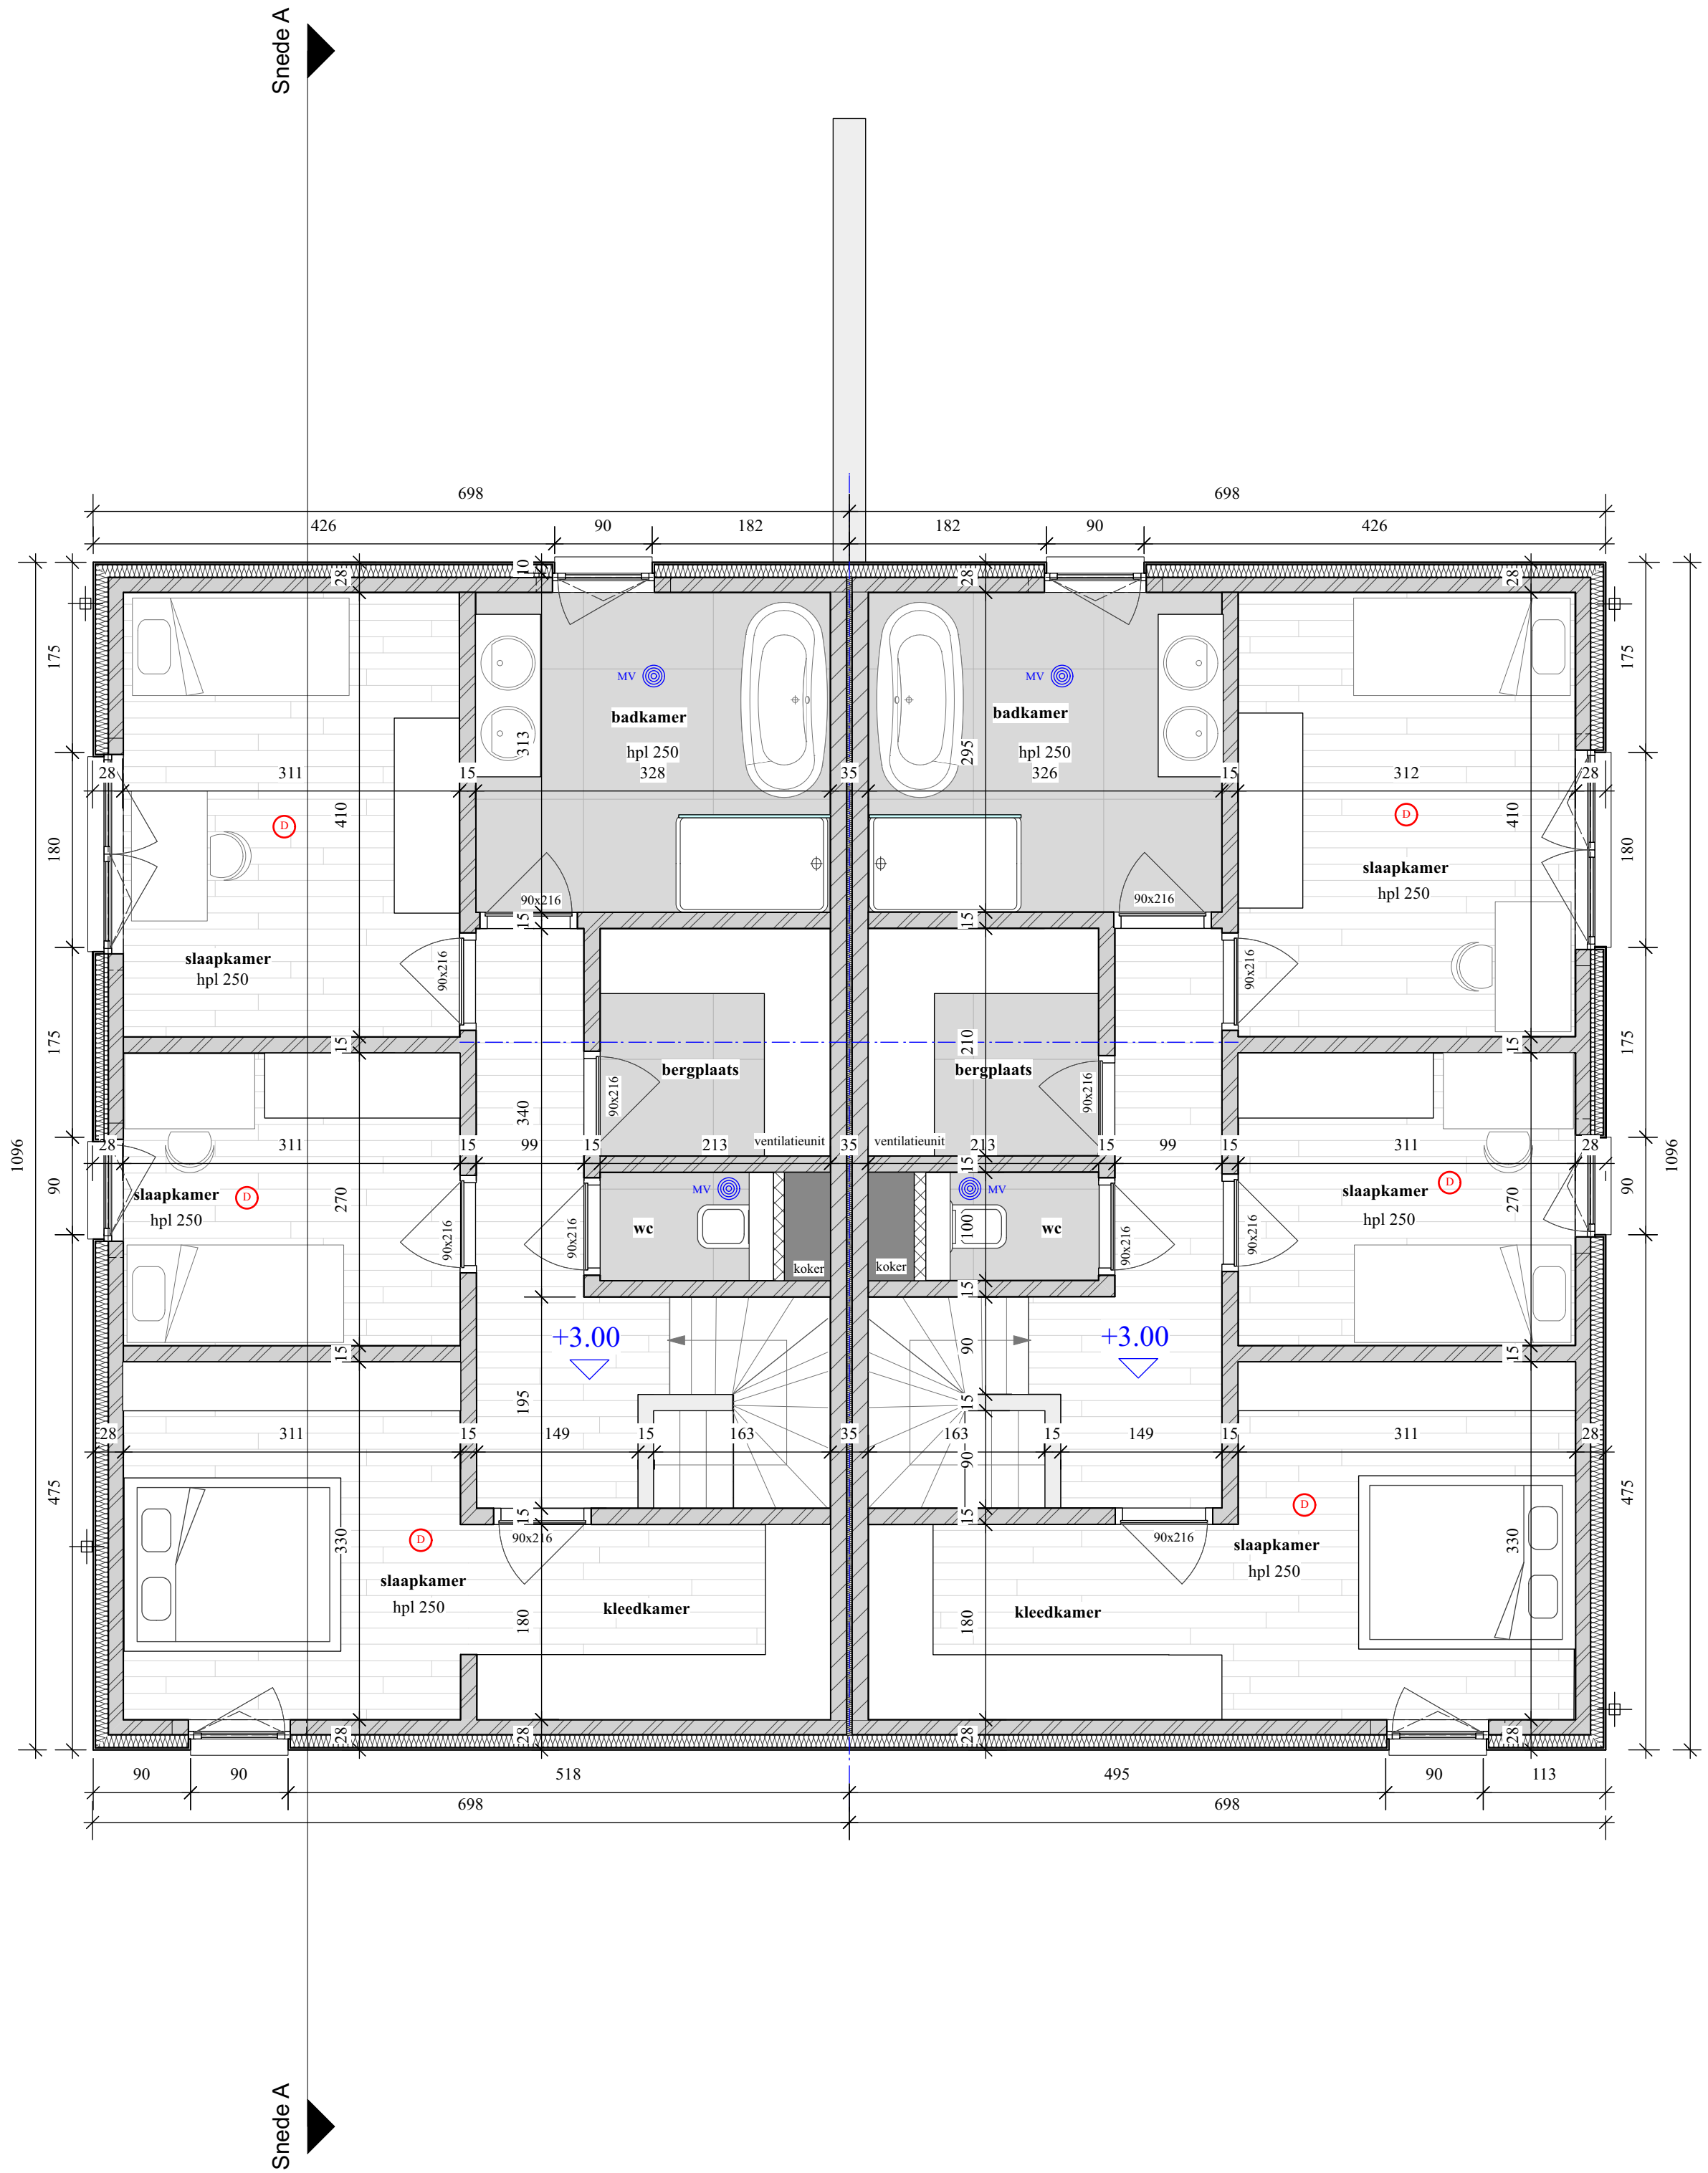 Snede A
698
698
426
90
182
182
90
426
28
10
28
28
175
175
MV
MV
badkamer
badkamer
313
hpl 250
295
hpl 250
28
311
15
328
35
326
15
312
28
410
410
D
D
180
180
slaapkamer
hpl 250
90x216
90x216
15
15
slaapkamer
hpl 250
90x216
90x216
175
15
210
15
175
bergplaats
bergplaats
90x216
90x216
340
1096
28
311
15
99
15
213
ventilatieunit
35
ventilatieunit
213
15
99
15
311
28
1096
15
90
slaapkamer
D
hpl 250
270
MV
MV
slaapkamer
D
hpl 250
270
90
90x216
90x216
wc
100
wc
90x216
90x216
koker
koker
15
+3.00
+3.00
15
90
15
195
15
28
311
15
149
15
163
35
163
15
149
15
311
28
90
475
475
15
15
D
D
330
90x216
90x216
330
slaapkamer
hpl 250
slaapkamer
hpl 250
kleedkamer
kleedkamer
180
180
28
28
28
28
90
90
518
495
90
113
698
698
Snede A